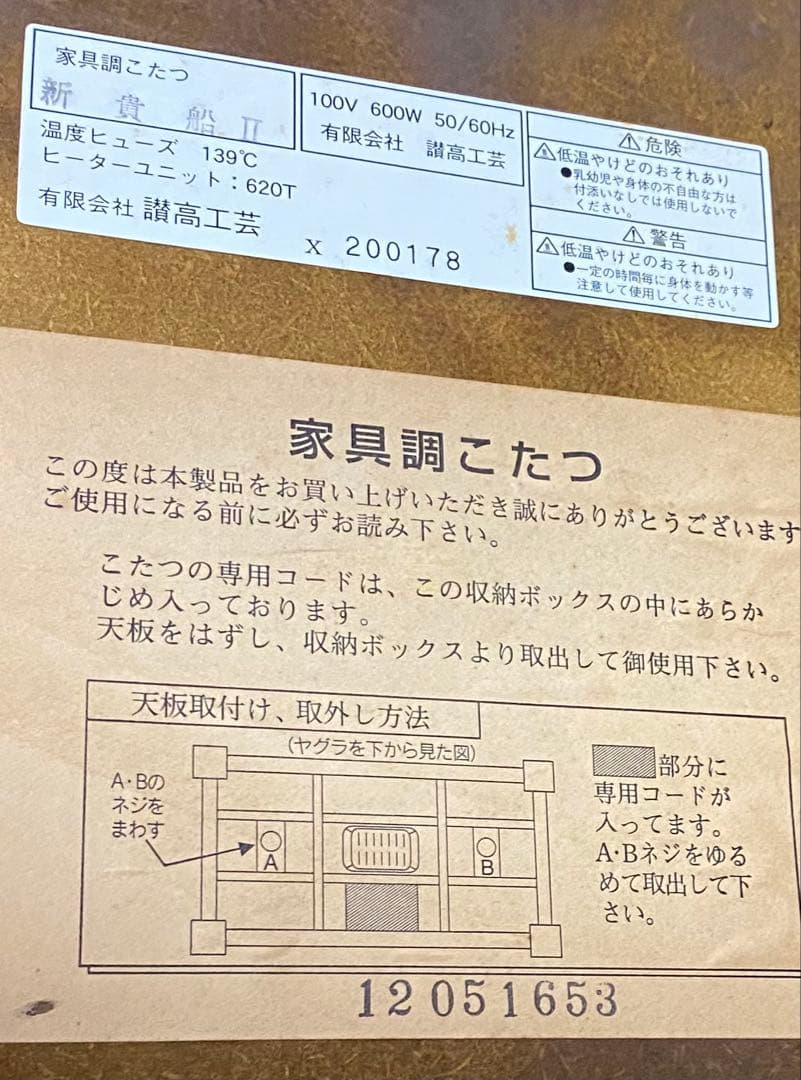 家具調こたつ
新貴船Ⅱ
温度ヒューズ 139℃
ヒーターユニット:620T
有限会社 讃高工芸
X 200178
100V 600W 50/60Hz
有限会社 讃高工芸
⚠危険
⚠低温やけどのおそれあり
●乳幼児や身体の不自由な方は
付添いなしでは使用しないで
ください。
⚠警告
⚠低温やけどのおそれあり
●一定の時間毎に身体を動かす等
注意して使用してください。
家具調こたつ
この度は本製品をお買い上げいただき誠にありがとうございます
ご使用になる前に必ずお読み下さい。
こたつの専用コードは、この収納ボックスの中にあらか
じめ入っております。
天板をはずし、収納ボックスより取出して御使用下さい。
天板取付け、取外し方法
(ヤグラを下から見た図)
A・Bの
ネジを
まわす
A
B
部分に
専用コードが
入ってます。
A・Bネジをゆる
めて取出して下
さい。
12051653